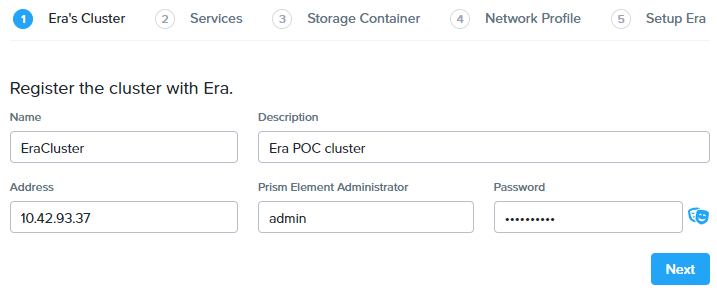 1 Era's Cluster 2 Services 3 Storage Container 4 Network Profile 5 Setup Era
Register the cluster with Era.
Name Description
EraCluster Era POC cluster
Address Prism Element Administrator Password
10.42.93.37 admin ••••••••••
Next